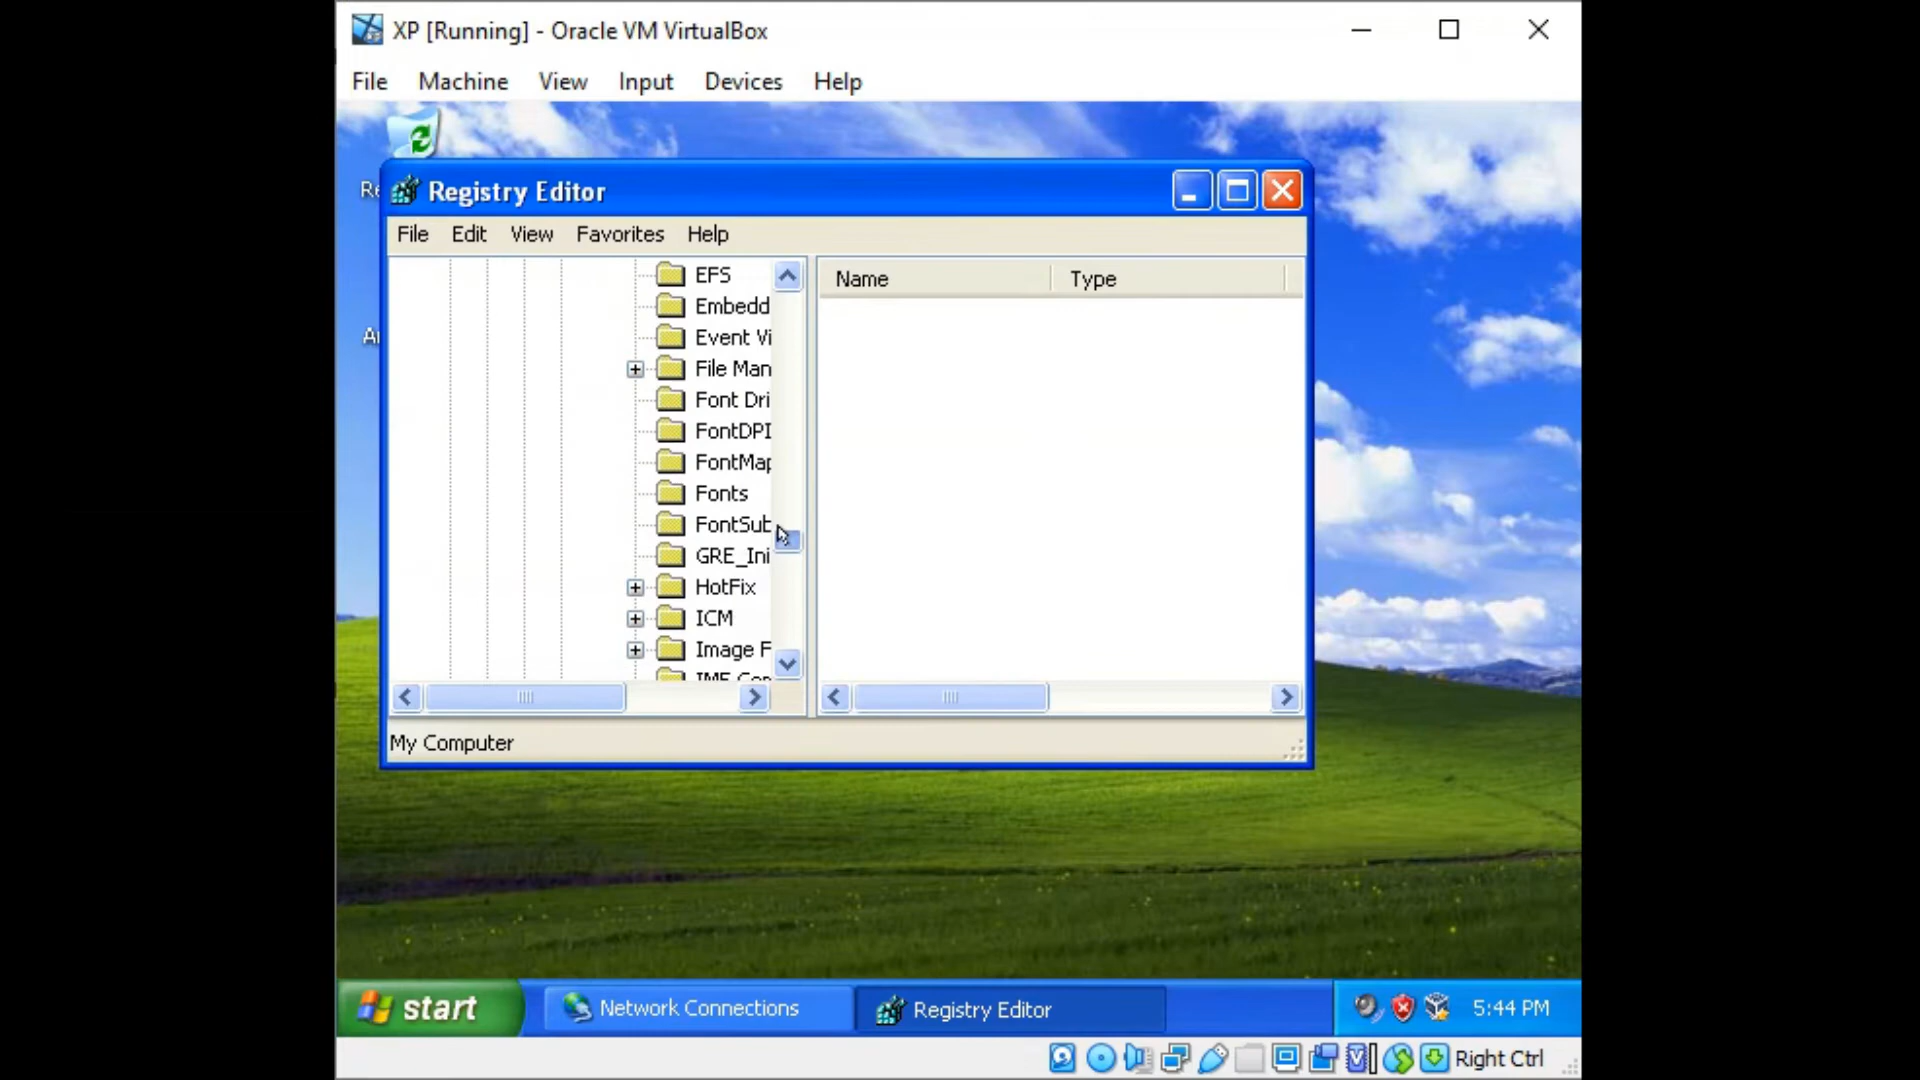 XP [Running] - Oracle VM VirtualBox
File Machine View Input Devices Help
Re
Registry Editor
File Edit View Favorites Help
Name Type
EFS
Embedd
Event Vi
File Man
Font Dri
FontDPI
FontMap
Fonts
FontSub
GRE_Ini
HotFix
ICM
Image F
My Computer
start
Network Connections
Registry Editor
5:44 PM
Right Ctrl